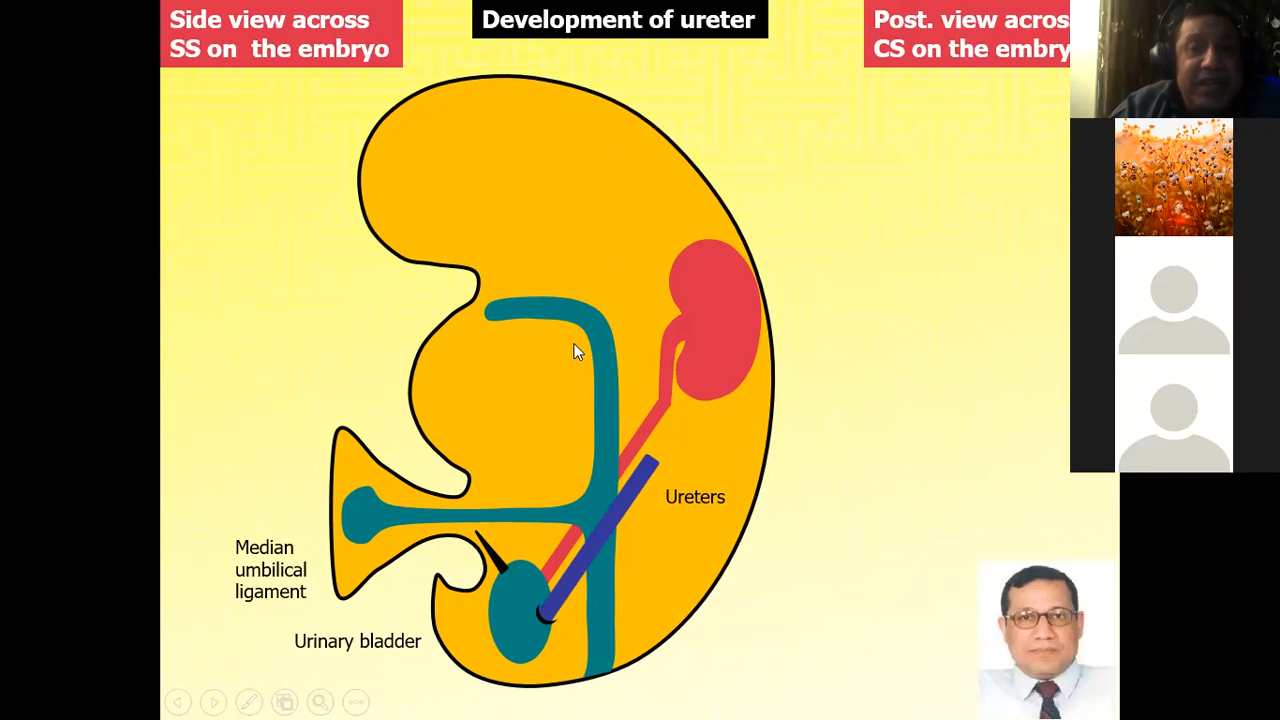 Side view across
SS on the embryo
Development of ureter
Post. view acros
CS on the embry
Ureters
Median
umbilical
ligament
Urinary bladder